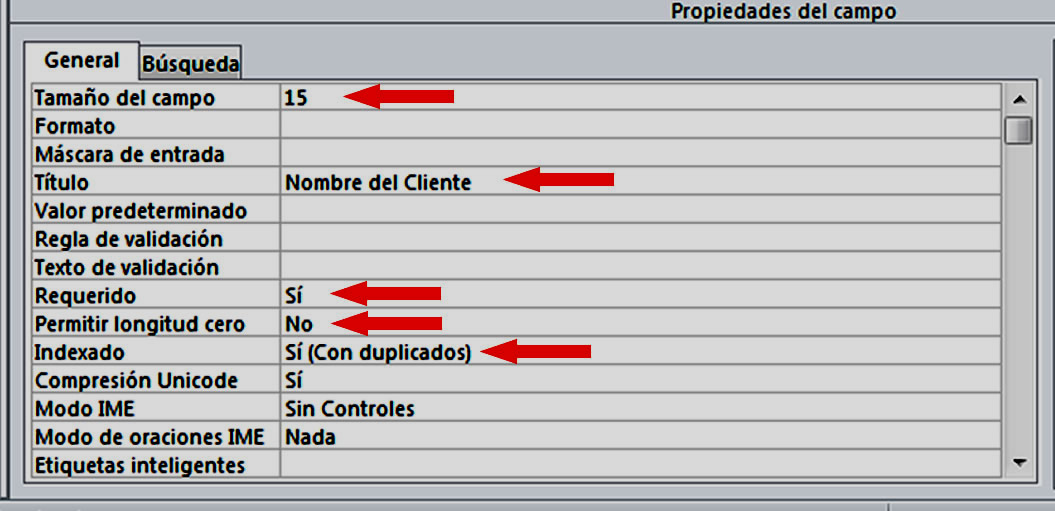 Propiedades del campo
General Búsqueda
Tamaño del campo 15
Formato
Máscara de entrada
Título Nombre del Cliente
Valor predeterminado
Regla de validación
Texto de validación
Requerido Sí
Permitir longitud cero No
Indexado Sí (Con duplicados)
Compresión Unicode Sí
Modo IME Sin Controles
Modo de oraciones IME Nada
Etiquetas inteligentes